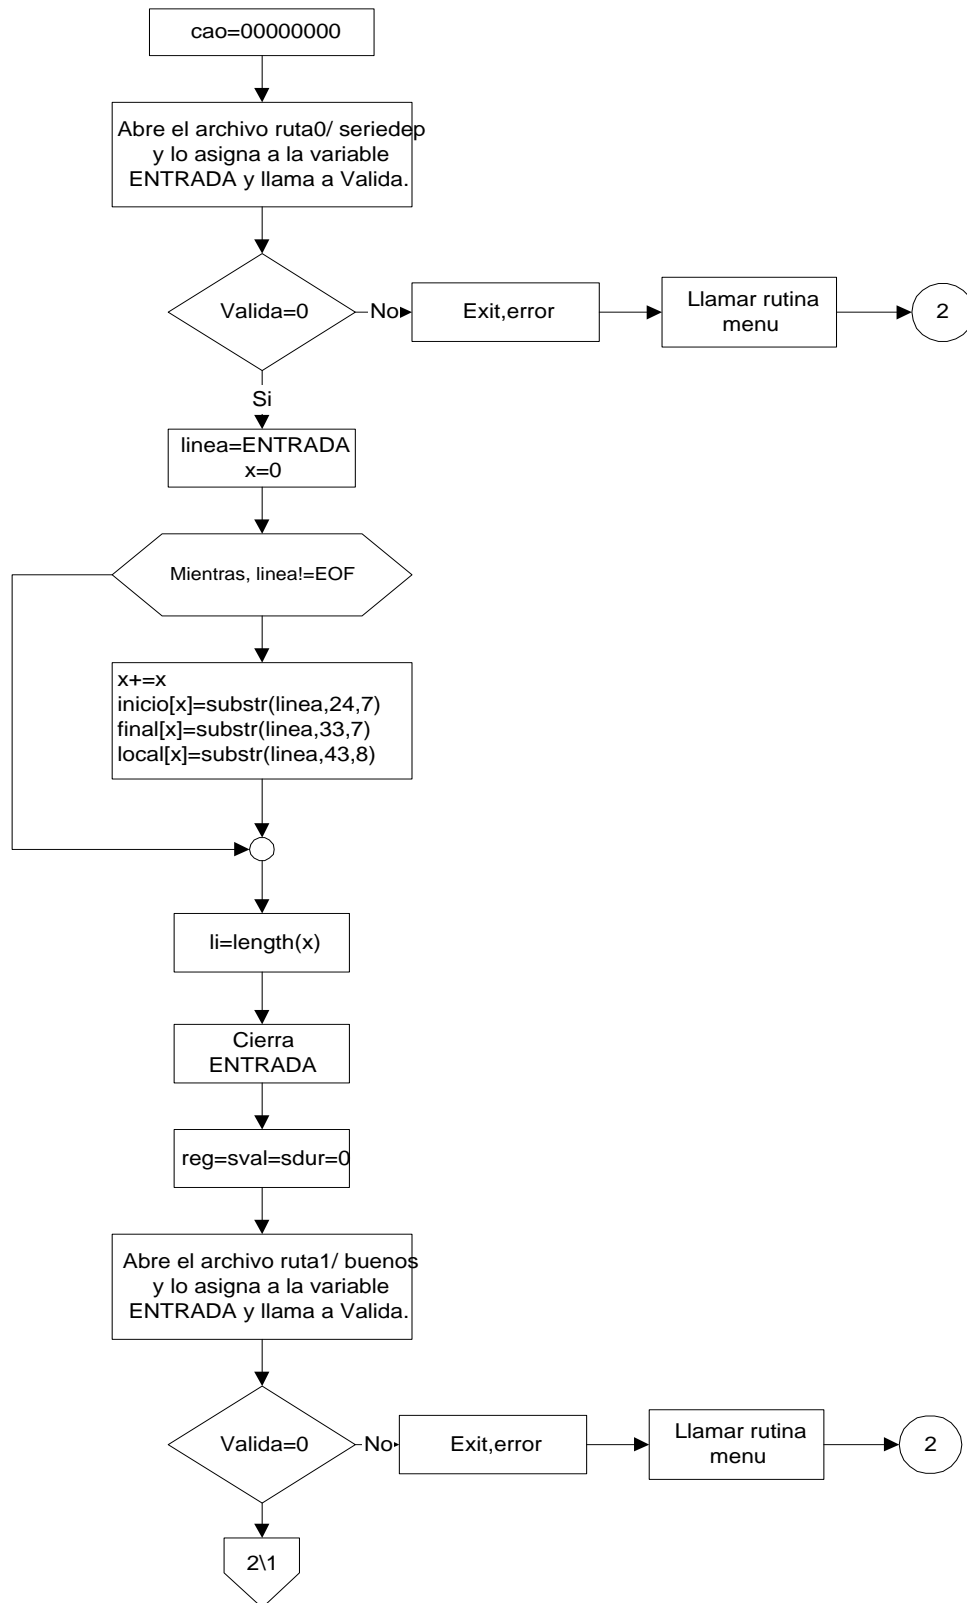 cao=00000000
Abre el archivo ruta0/ seriedep
y lo asigna a la variable
ENTRADA y llama a Valida.
Valida=0
No
Exit,error
Llamar rutina
menu
2
Si
linea=ENTRADA
x=0
Mientras, linea!=EOF
x+=x
inicio[x]=substr(linea,24,7)
final[x]=substr(linea,33,7)
local[x]=substr(linea,43,8)
li=length(x)
Cierra
ENTRADA
reg=sval=sdur=0
Abre el archivo ruta1/ buenos
y lo asigna a la variable
ENTRADA y llama a Valida.
Valida=0
No
Exit,error
Llamar rutina
menu
2
2\1